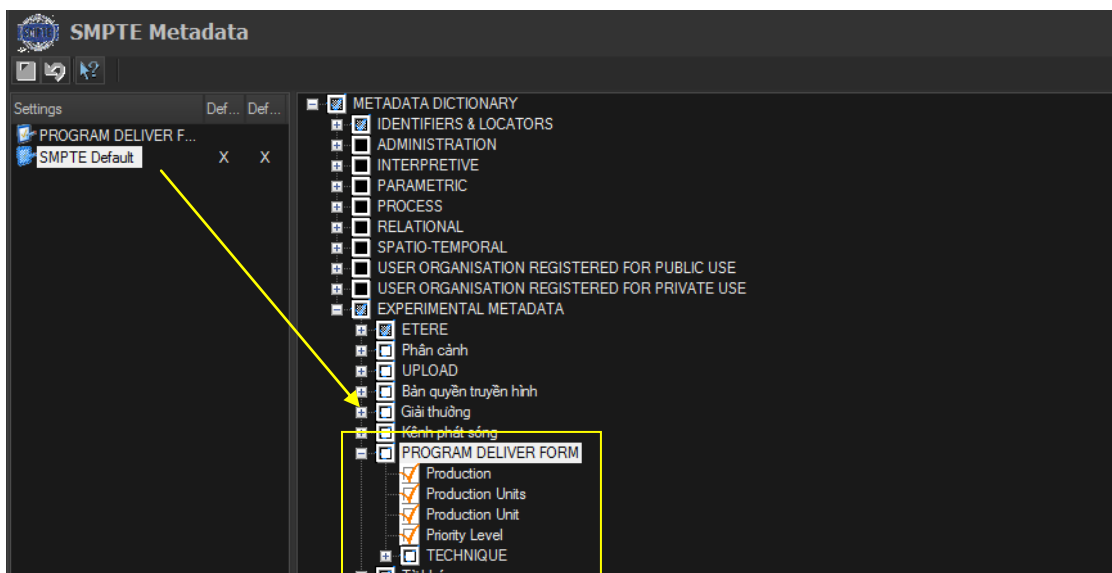 SMPTE Metadata
Settings Def... Def...
PROGRAM DELIVER F...
SMPTE Default X X
METADATA DICTIONARY
IDENTIFIERS & LOCATORS
ADMINISTRATION
INTERPRETIVE
PARAMETRIC
PROCESS
RELATIONAL
SPATIO-TEMPORAL
USER ORGANISATION REGISTERED FOR PUBLIC USE
USER ORGANISATION REGISTERED FOR PRIVATE USE
EXPERIMENTAL METADATA
ETERE
Phân cảnh
UPLOAD
Bản quyền truyền hình
Giải thưởng
Kênh phát sóng
PROGRAM DELIVER FORM
Production
Production Units
Production Unit
Priority Level
TECHNIQUE